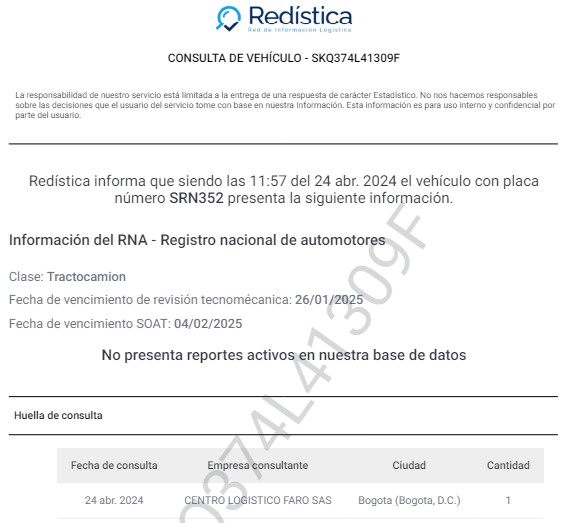 Redística
Red de Información Logística
CONSULTA DE VEHÍCULO - SKQ374L41309F
La responsabilidad de nuestro servicio está limitada a la entrega de una respuesta de carácter Estadístico. No nos hacemos responsables
sobre las decisiones que el usuario del servicio tome con base en nuestra Información. Esta información es para uso interno y confidencial por
parte del usuario.
Redística informa que siendo las 11:57 del 24 abr. 2024 el vehículo con placa
número SRN352 presenta la siguiente información.
Información del RNA - Registro nacional de automotores
Clase: Tractocamion
Fecha de vencimiento de revisión tecnomécanica: 26/01/2025
Fecha de vencimiento SOAT: 04/02/2025
No presenta reportes activos en nuestra base de datos
Huella de consulta
Fecha de consulta Empresa consultante Ciudad Cantidad
24 abr. 2024 CENTRO LOGÍSTICO FARO SAS Bogota (Bogota, D.C.) 1
Q374L41309F